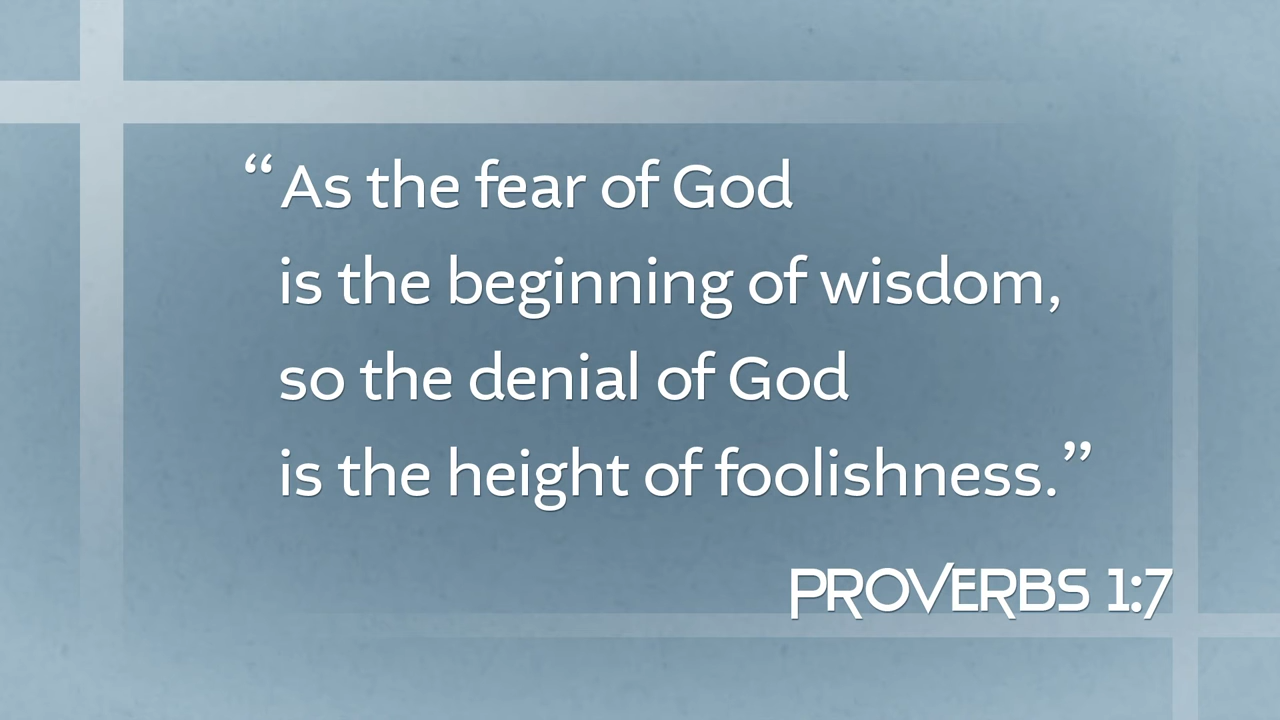 “As the fear of God
is the beginning of wisdom,
so the denial of God
is the height of foolishness.”
PROVERBS 1:7